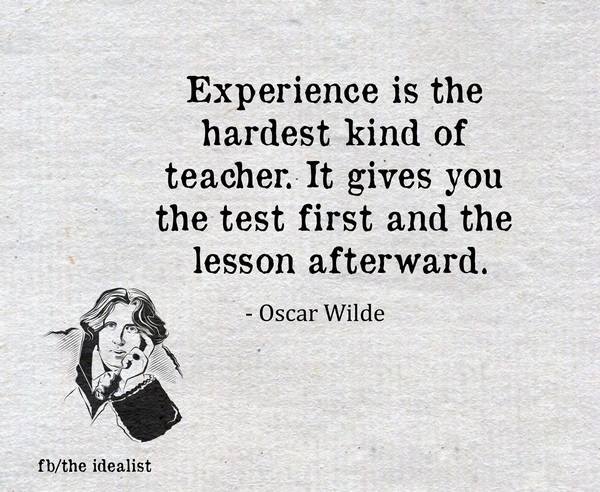 Experience is the
hardest kind of
teacher. It gives you
the test first and the
lesson afterward.
- Oscar Wilde
fb/the idealist